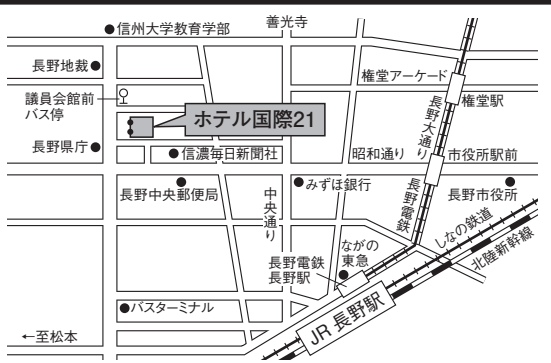 善光寺
信州大学教育学部
長野地裁
権堂アーケード
権堂駅
議員会館前
バス停
ホテル国際21
長野大通り
長野県庁
信濃毎日新聞社
昭和通り
市役所駅前
長野中央郵便局
中央通り
みずほ銀行
長野電鉄
長野市役所
しなの鉄道
北陸新幹線
ながの
東急
長野電鉄
長野駅
バスターミナル
JR 長野駅
←至松本